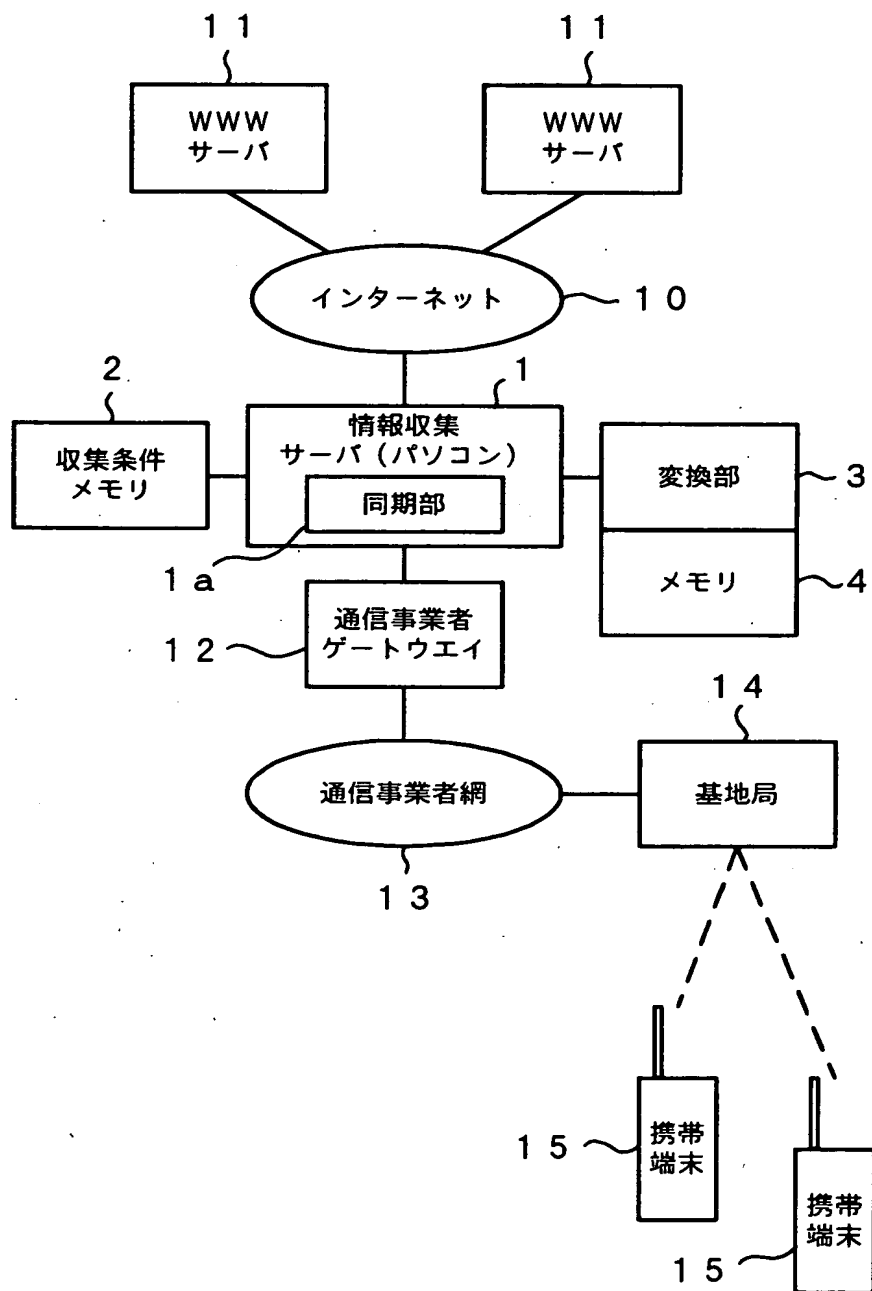 11
11
WWW
サーバ
WWW
サーバ
インターネット
10
2
1
収集条件
メモリ
情報収集
サーバ（パソコン）
同期部
1a
変換部
3
メモリ
4
通信事業者
ゲートウエイ
12
14
通信事業者網
13
基地局
携帯
端末
15
携帯
端末
15